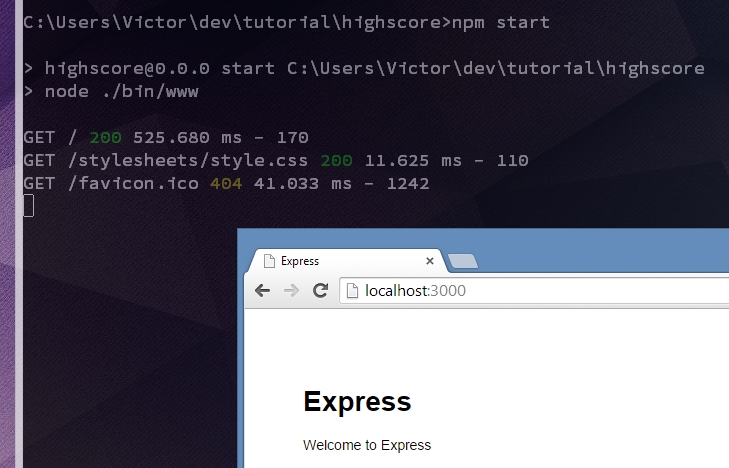 C:\Users\Victor\dev\tutorial\highscore>npm start
> highscore@0.0.0 start C:\Users\Victor\dev\tutorial\highscore
> node ./bin/www
GET / 200 525.680 ms - 170
GET /stylesheets/style.css 200 11.625 ms - 110
GET /favicon.ico 404 41.033 ms - 1242
Express
localhost:3000
Express
Welcome to Express